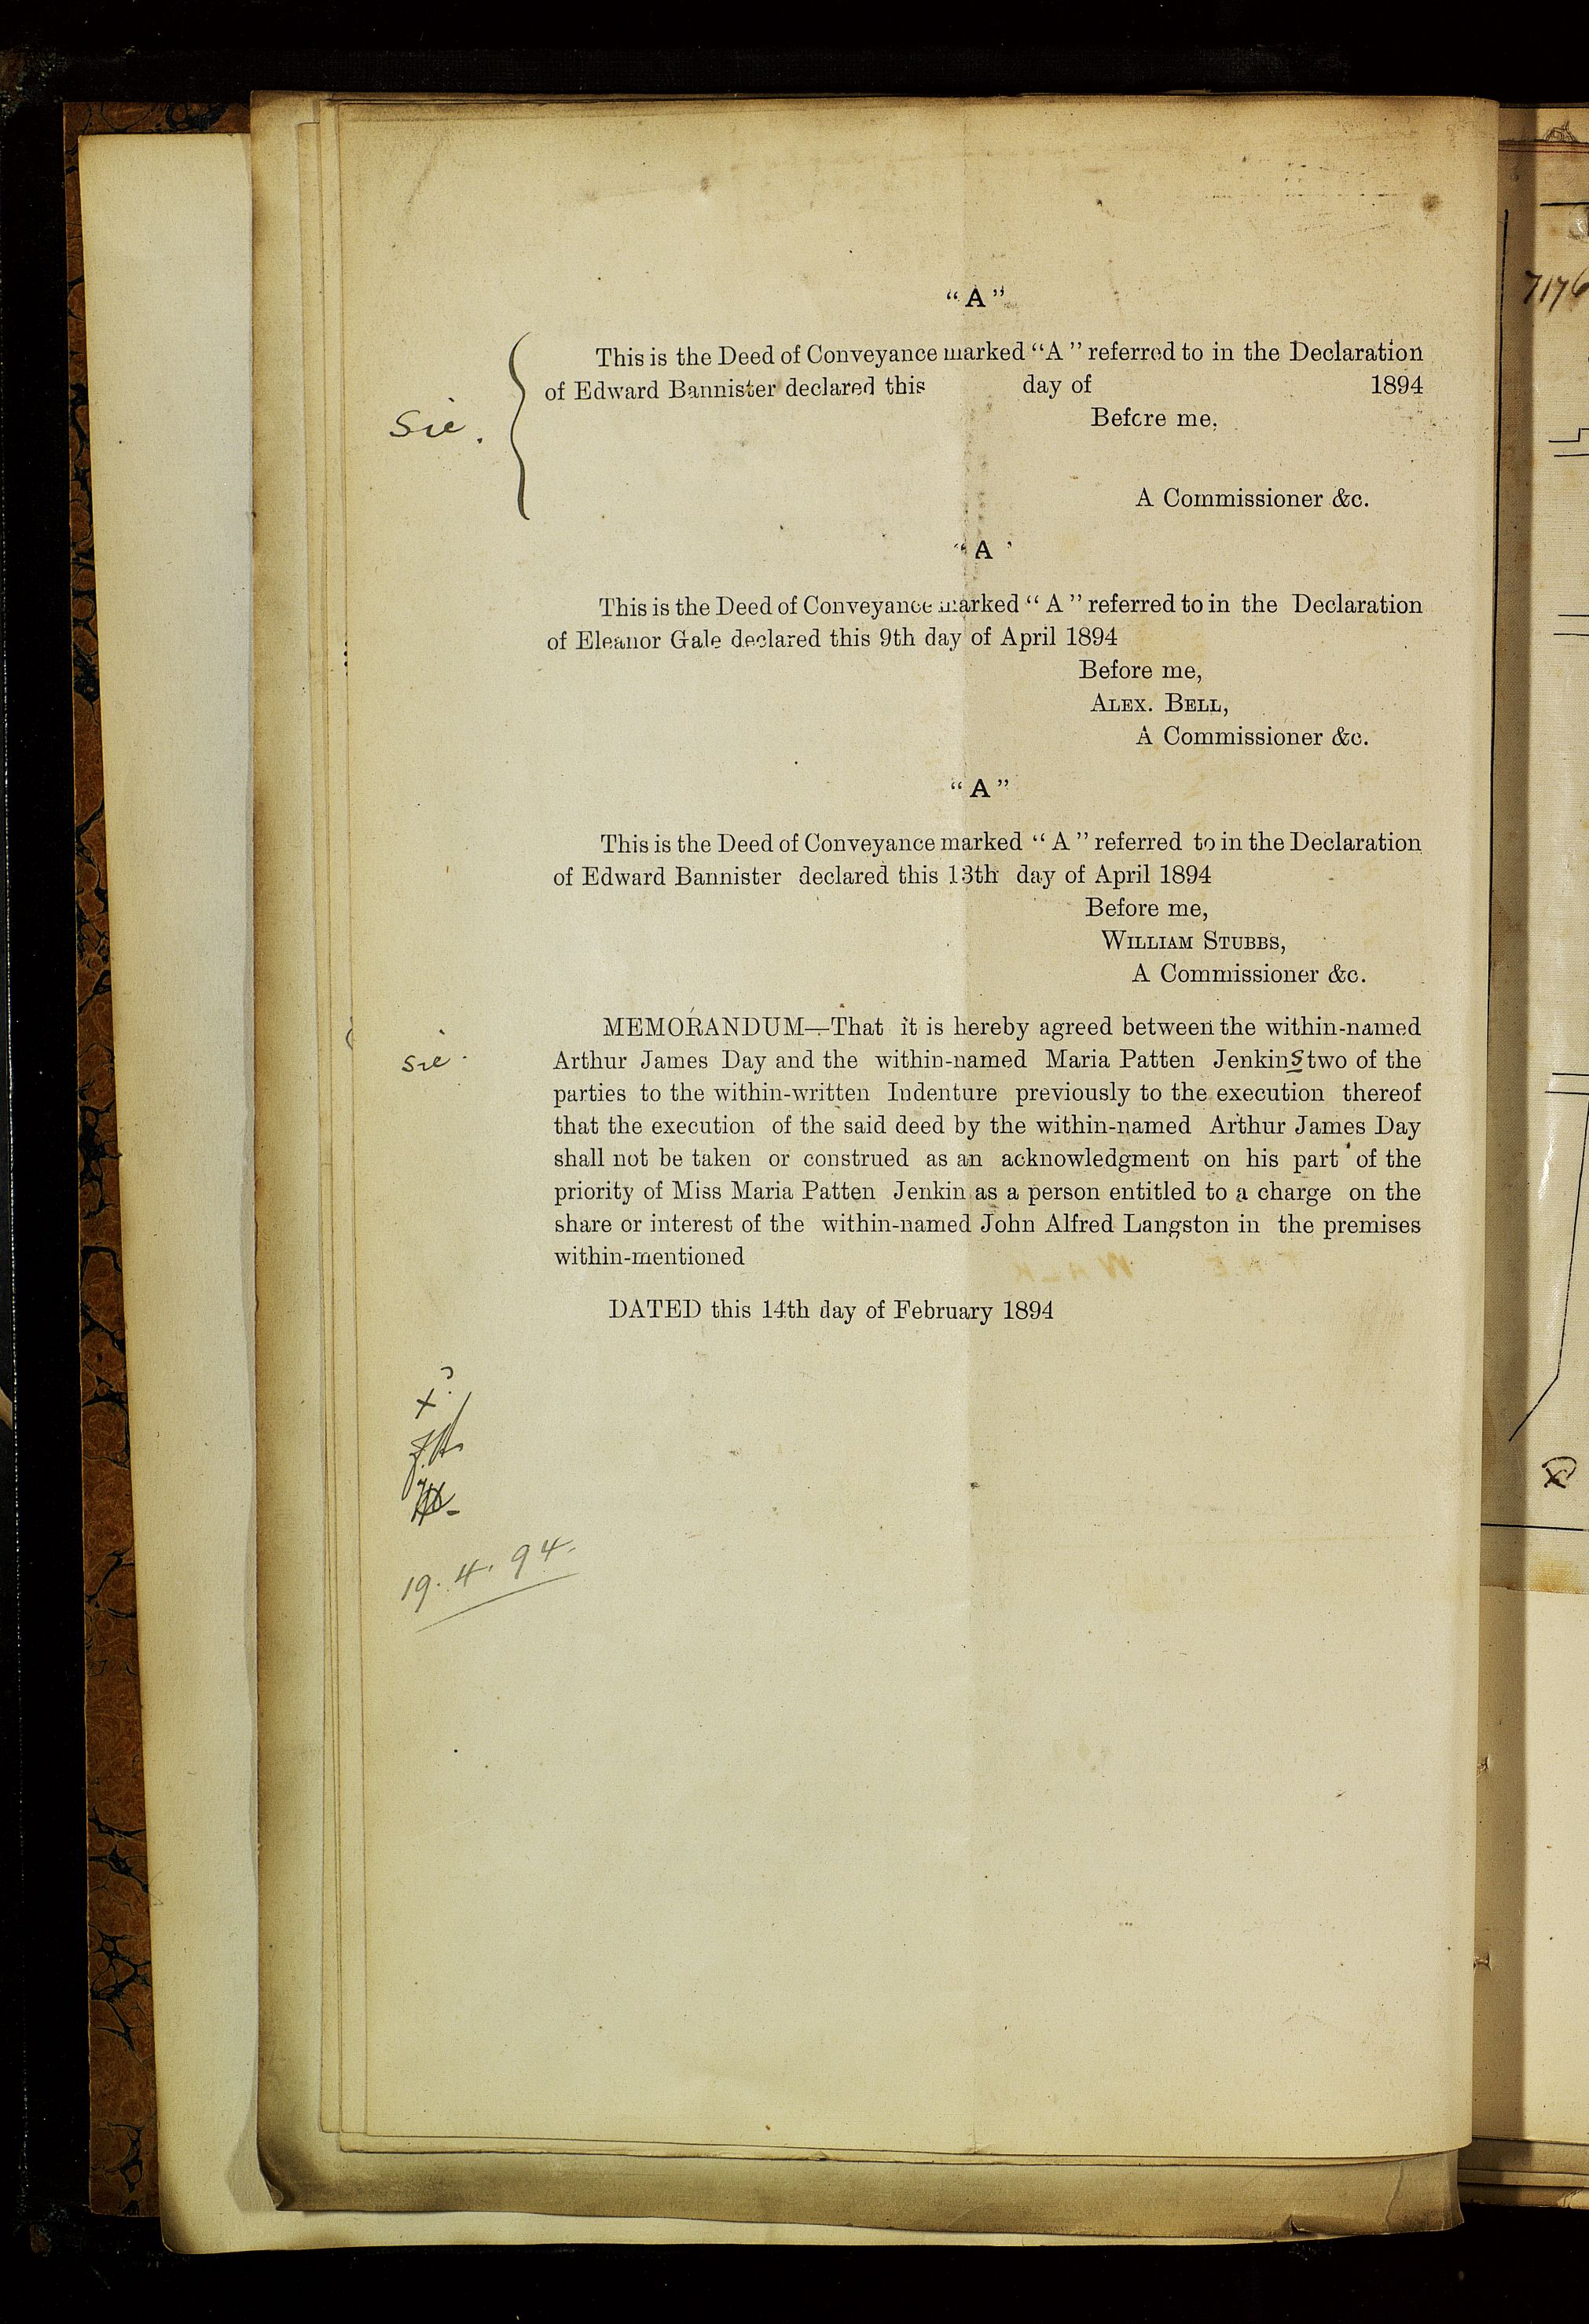 “A”
This is the Deed of Conveyance marked “A” referred to in the Declaration
of Edward Bannister declared this day of 1894
Before me,
Sic.
A Commissioner &c.
“A”
This is the Deed of Conveyance marked “A” referred to in the Declaration
of Eleanor Gale declared this 9th day of April 1894
Before me,
ALEX. BELL,
A Commissioner &c.
“A”
This is the Deed of Conveyance marked “A” referred to in the Declaration
of Edward Bannister declared this 13th day of April 1894
Before me,
WILLIAM STUBBS,
A Commissioner &c.
MEMORANDUM—That it is hereby agreed between the within-named
sic. Arthur James Day and the within-named Maria Patten Jenkins two of the
parties to the within-written Indenture previously to the execution thereof
that the execution of the said deed by the within-named Arthur James Day
shall not be taken or construed as an acknowledgment on his part of the
priority of Miss Maria Patten Jenkin as a person entitled to a charge on the
share or interest of the within-named John Alfred Langston in the premises
within-mentioned
DATED this 14th day of February 1894
x?
19.4.94.
7176